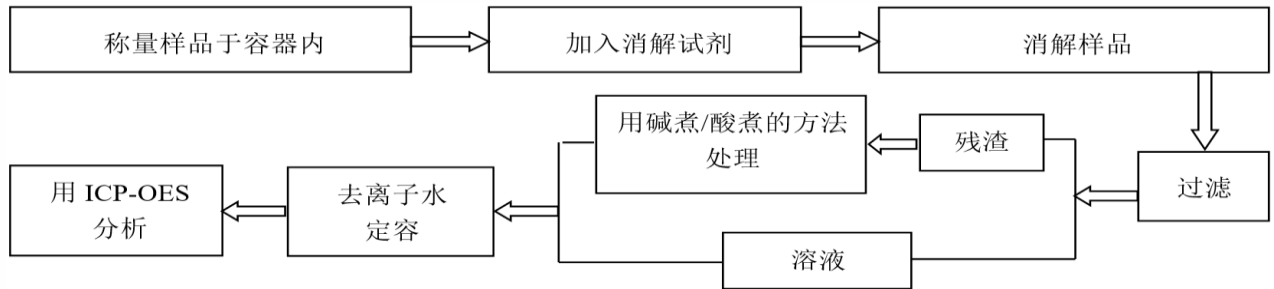 称量样品于容器内
加入消解试剂
消解样品
过滤
残渣
用碱煮/酸煮的方法
处理
溶液
去离子水
定容
用 ICP-OES
分析